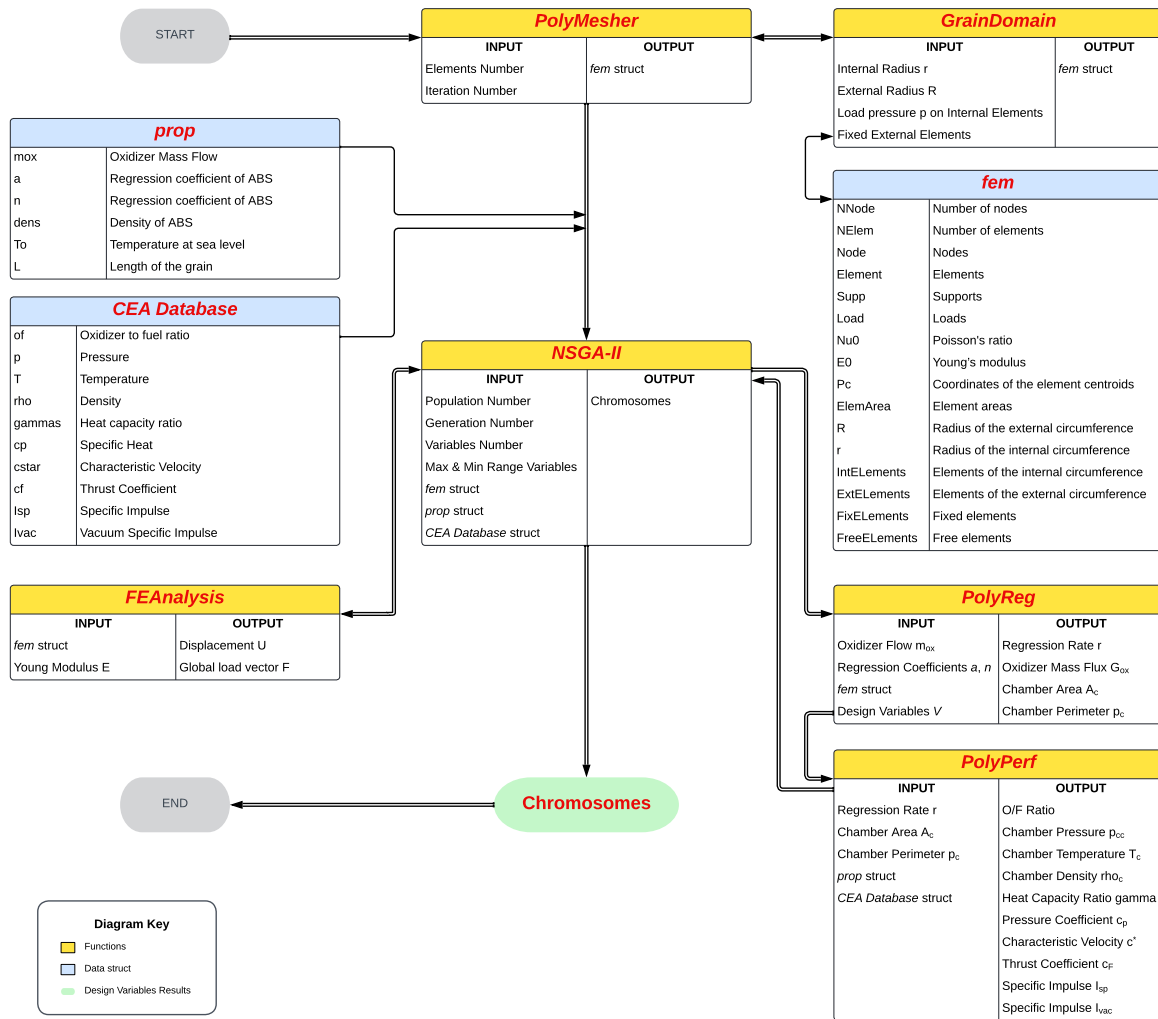 START
PolyMesher
INPUT OUTPUT
Elements Number fem struct
Iteration Number
GrainDomain
INPUT OUTPUT
Internal Radius r fem struct
External Radius R
Load pressure p on Internal Elements
Fixed External Elements
prop
mox Oxidizer Mass Flow
a Regression coefficient of ABS
n Regression coefficient of ABS
dens Density of ABS
To Temperature at sea level
L Length of the grain
fem
NNode Number of nodes
NElem Number of elements
Node Nodes
Element Elements
Supp Supports
Load Loads
Nu0 Poisson's ratio
E0 Young's modulus
Pc Coordinates of the element centroids
ElemArea Element areas
R Radius of the external circumference
r Radius of the internal circumference
IntELements Elements of the internal circumference
ExtELements Elements of the external circumference
FixELements Fixed elements
FreeELements Free elements
CEA Database
of Oxidizer to fuel ratio
p Pressure
T Temperature
rho Density
gammas Heat capacity ratio
cp Specific Heat
cstar Characteristic Velocity
cf Thrust Coefficient
Isp Specific Impulse
Ivac Vacuum Specific Impulse
NSGA-II
INPUT OUTPUT
Population Number Chromosomes
Generation Number
Variables Number
Max & Min Range Variables
fem struct
prop struct
CEA Database struct
FEAnalysis
INPUT OUTPUT
fem struct Displacement U
Young Modulus E Global load vector F
PolyReg
INPUT OUTPUT
Oxidizer Flow mox Regression Rate r
Regression Coefficients a, n Oxidizer Mass Flux Gox
fem struct Chamber Area Ac
Design Variables V Chamber Perimeter pc
PolyPerf
INPUT OUTPUT
Regression Rate r O/F Ratio
Chamber Area Ac Chamber Pressure pcc
Chamber Perimeter pc Chamber Temperature Tc
prop struct Chamber Density rhoc
CEA Database struct Heat Capacity Ratio gamma
Pressure Coefficient cp
Characteristic Velocity c*
Thrust Coefficient cF
Specific Impulse Isp
Specific Impulse Ivac
Chromosomes
END
Diagram Key
Functions
Data struct
Design Variables Results